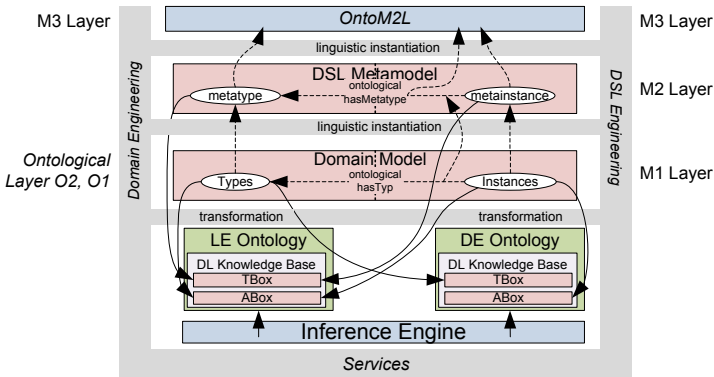 M3 Layer
OntoM2L
M3 Layer
linguistic instantiation
Domain Engineering
DSL Engineering
DSL Metamodel
ontological
hasMetatype
metatype
metainstance
M2 Layer
linguistic instantiation
Ontological
Layer O2, O1
Domain Model
ontological
hasTyp
Types
Instances
M1 Layer
transformation
transformation
LE Ontology
DE Ontology
DL Knowledge Base
DL Knowledge Base
TBox
TBox
ABox
ABox
Inference Engine
Services